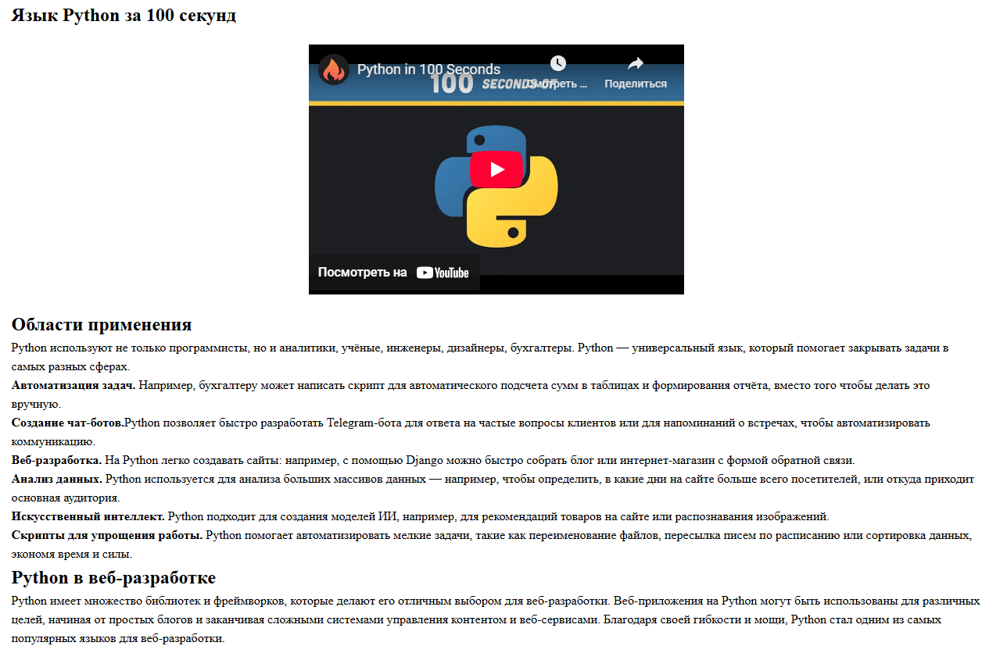 Язык Python за 100 секунд
Python in 100 Seconds
100 SECONDS OF
Смотреть ...
Поделиться
Посмотреть на YouTube
Области применения
Python используют не только программисты, но и аналитики, учёные, инженеры, дизайнеры, бухгалтеры. Python — универсальный язык, который помогает закрывать задачи в
самых разных сферах.
Автоматизация задач. Например, бухгалтеру может написать скрипт для автоматического подсчета сумм в таблицах и формирования отчёта, вместо того чтобы делать это
вручную.
Создание чат-ботов.Python позволяет быстро разработать Telegram-бота для ответа на частые вопросы клиентов или для напоминаний о встречах, чтобы автоматизировать
коммуникацию.
Веб-разработка. На Python легко создавать сайты: например, с помощью Django можно быстро собрать блог или интернет-магазин с формой обратной связи.
Анализ данных. Python используется для анализа больших массивов данных — например, чтобы определить, в какие дни на сайте больше всего посетителей, или откуда приходит
основная аудитория.
Искусственный интеллект. Python подходит для создания моделей ИИ, например, для рекомендаций товаров на сайте или распознавания изображений.
Скрипты для упрощения работы. Python помогает автоматизировать мелкие задачи, такие как переименование файлов, пересылка писем по расписанию или сортировка данных,
экономя время и силы.
Python в веб-разработке
Python имеет множество библиотек и фреймворков, которые делают его отличным выбором для веб-разработки. Веб-приложения на Python могут быть использованы для различных
целей, начиная от простых блогов и заканчивая сложными системами управления контентом и веб-сервисами. Благодаря своей гибкости и мощи, Python стал одним из самых
популярных языков для веб-разработки.